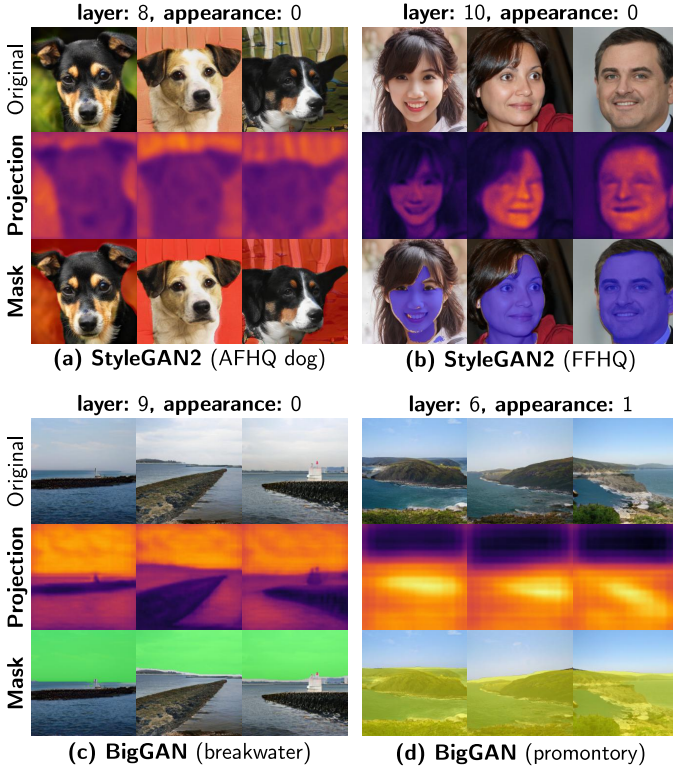 layer: 8, appearance: 0
Original
Projection
Mask
(a) StyleGAN2 (AFHQ dog)
layer: 10, appearance: 0
(b) StyleGAN2 (FFHQ)
layer: 9, appearance: 0
Original
Projection
Mask
(c) BigGAN (breakwater)
layer: 6, appearance: 1
(d) BigGAN (promontory)